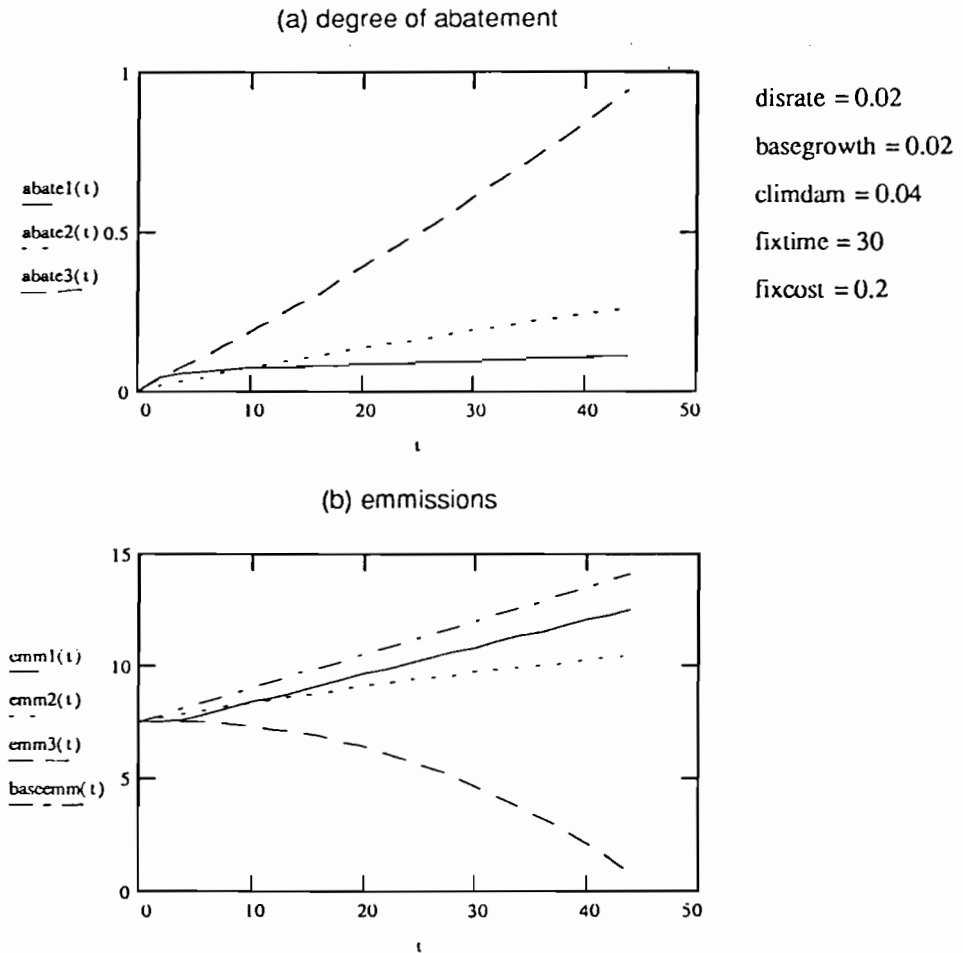 (a) degree of abatement
1
abate1(t)
abate2(t)
abate3(t)
0.5
0
0
10
20
30
40
50
t
disrate = 0.02
basegrowth = 0.02
climdam = 0.04
fixtime = 30
fixcost = 0.2
(b) emmissions
15
10
5
0
emm1(t)
emm2(t)
emm3(t)
baseemm(t)
0
10
20
30
40
50
t